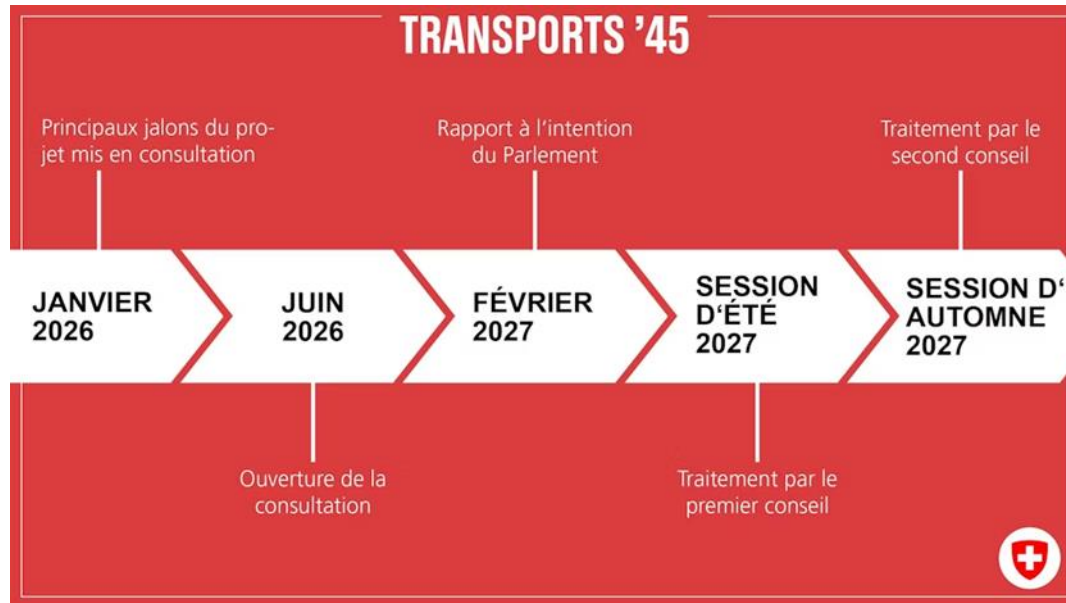 TRANSPORTS ’45
Principaux jalons du pro-
jet mis en consultation
Rapport à l‘intention
du Parlement
Traitement par le
second conseil
JANVIER
2026
JUIN
2026
FÉVRIER
2027
SESSION
D‘ÉTÉ
2027
SESSION D‘
AUTOMNE
2027
Ouverture de la
consultation
Traitement par le
premier conseil